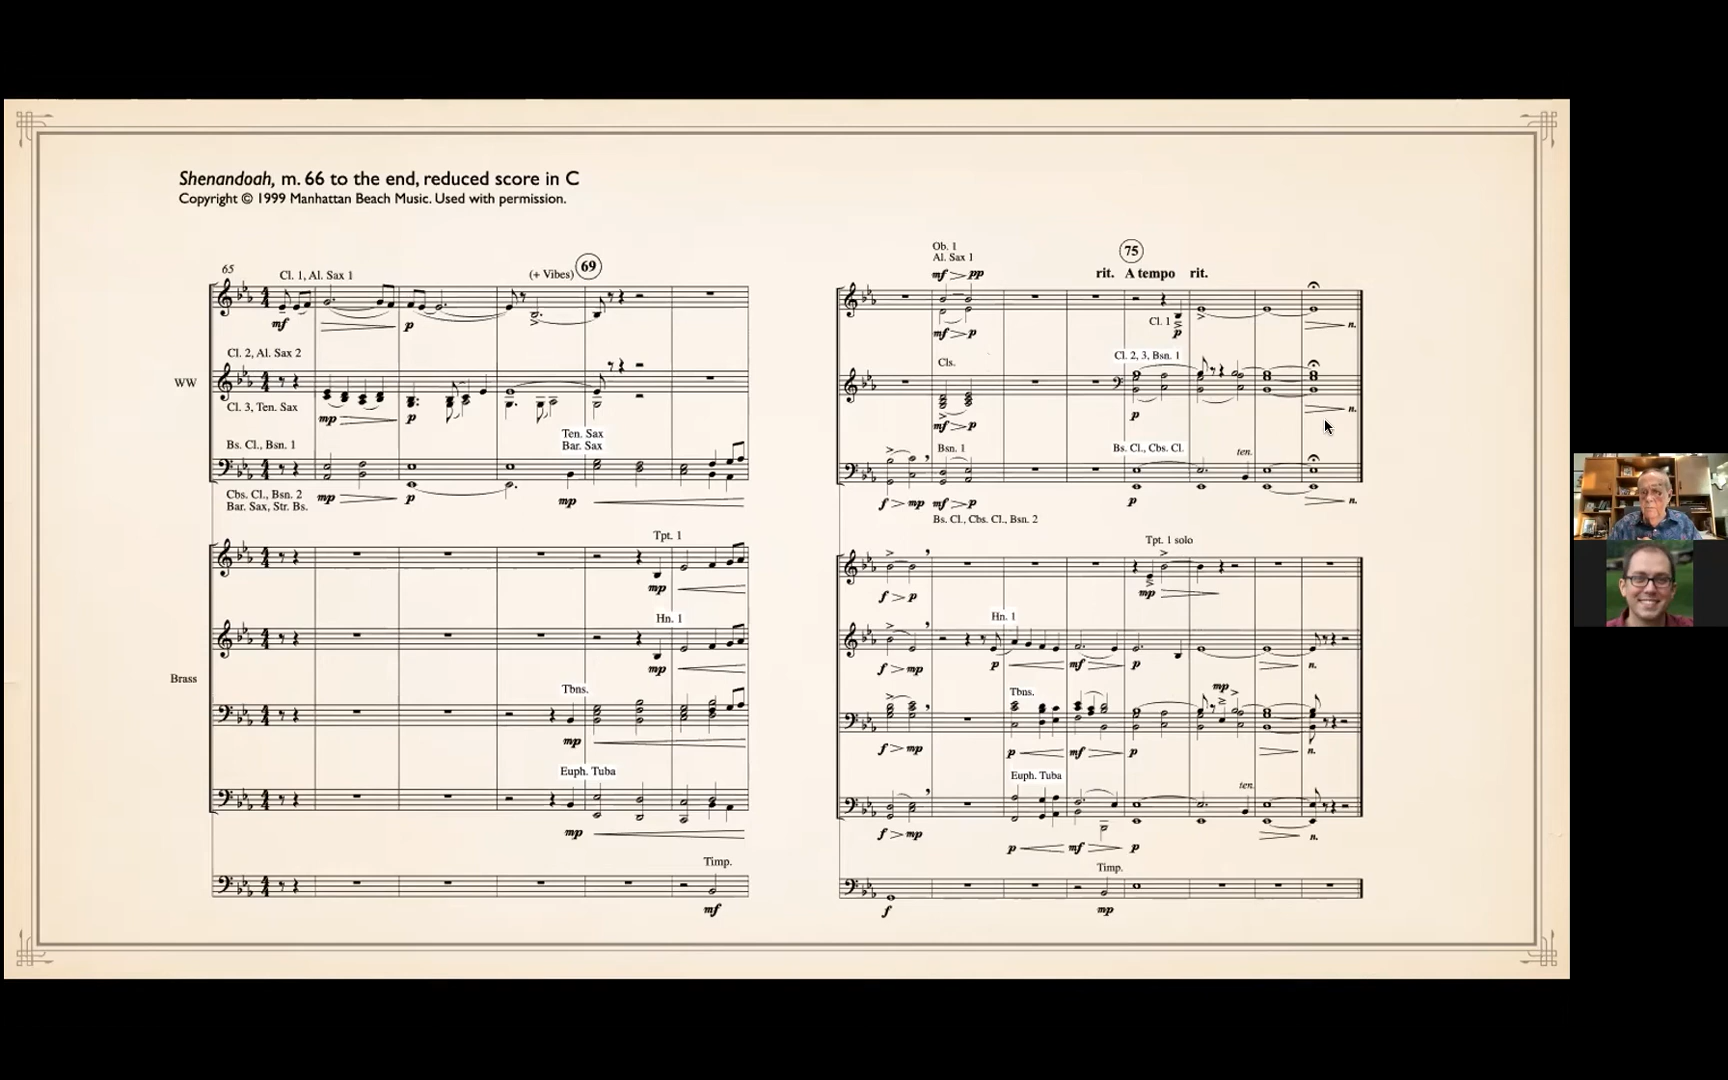 Shenandoah, m. 66 to the end, reduced score in C
Copyright © 1999 Manhattan Beach Music. Used with permission.
65
Cl. 1, Al. Sax 1
(+ Vibes)
69
mf
p
WW
Cl. 2, Al. Sax 2
Cl. 3, Ten. Sax
mp
p
Bs. Cl., Bsn. 1
Ten. Sax
Bar. Sax
Cbs. Cl., Bsn. 2
Bar. Sax, Str. Bs.
mp
p
mp
Tpt. 1
mp
Hn. 1
mp
Brass
Tbns.
mp
Euph. Tuba
mp
Timp.
mf
Ob. 1
Al. Sax 1
mf pp
75
rit. A tempo rit.
Cl. 1
mf p
p
n.
Cls.
Cl. 2, 3, Bsn. 1
mf p
p
n.
Bsn. 1
Bs. Cl., Cbs. Cl.
ten.
f mp mf p
p
n.
Bs. Cl., Cbs. Cl., Bsn. 2
Tpt. 1 solo
f p
mp
Hn. 1
f mp
p mf p
n.
Tbns.
mp
f mp
p mf p
n.
Euph. Tuba
ten.
f mp
n.
p mf p
Timp.
f
mp